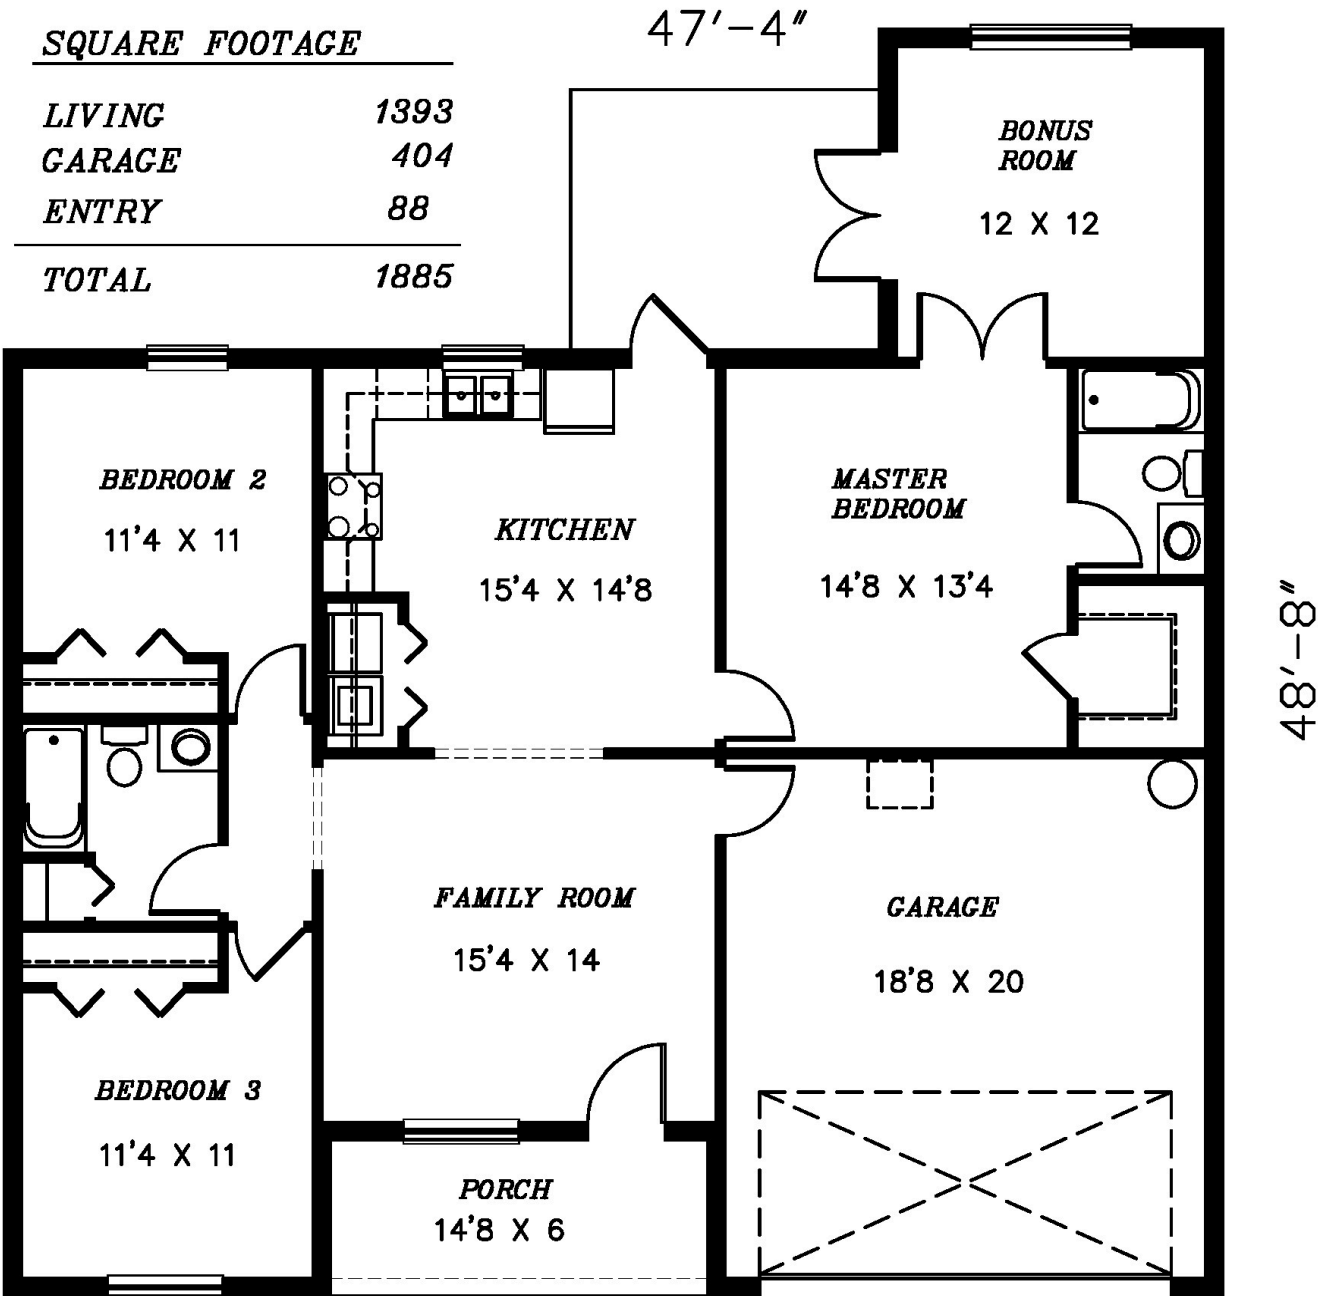 SQUARE FOOTAGE
LIVING 1393
GARAGE 404
ENTRY 88
TOTAL 1885
47'-4"
BONUS
ROOM
12 X 12
BEDROOM 2
11'4 X 11
KITCHEN
15'4 X 14'8
MASTER
BEDROOM
14'8 X 13'4
48'-8"
FAMILY ROOM
15'4 X 14
GARAGE
18'8 X 20
BEDROOM 3
11'4 X 11
PORCH
14'8 X 6